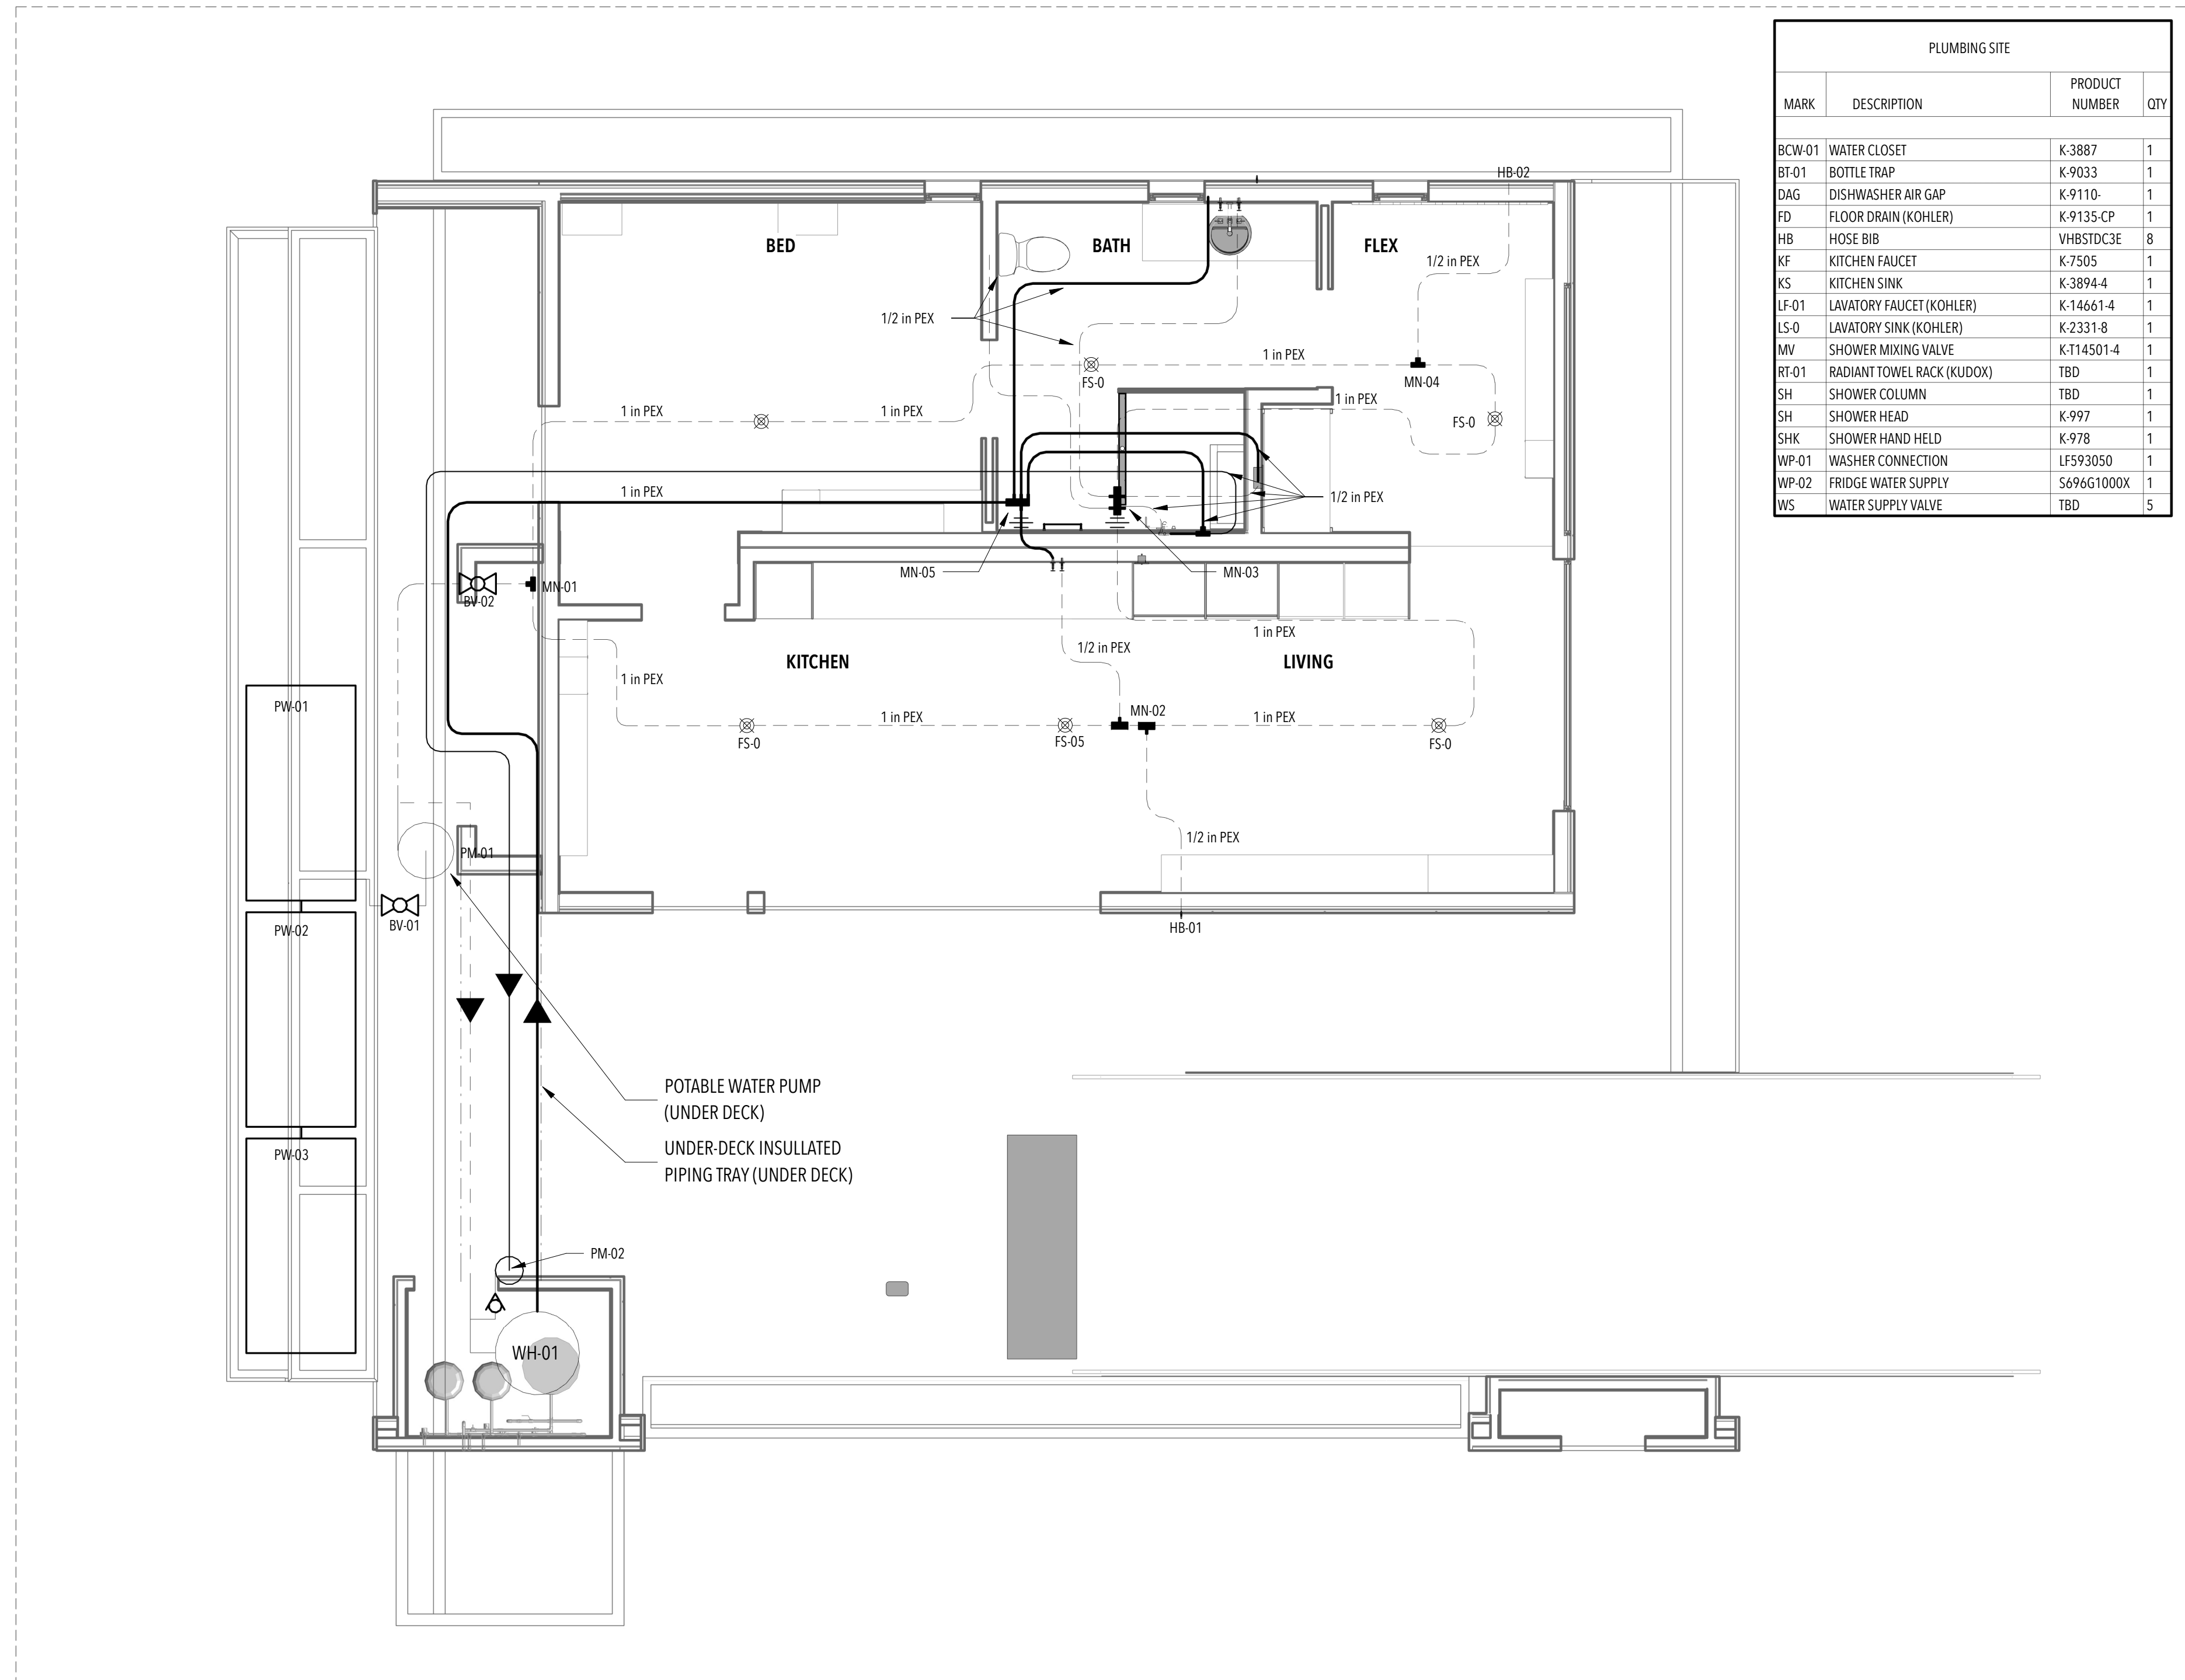 PLUMBING SITE
MARK DESCRIPTION PRODUCT NUMBER QTY
BCW-01 WATER CLOSET K-3887 1
BT-01 BOTTLE TRAP K-9033 1
DAG DISHWASHER AIR GAP K-9110- 1
FD FLOOR DRAIN (KOHLER) K-9135-CP 1
HB HOSE BIB VHBSTDC3E 8
KF KITCHEN FAUCET K-7505 1
KS KITCHEN SINK K-3894-4 1
LF-01 LAVATORY FAUCET (KOHLER) K-14661-4 1
LS-0 LAVATORY SINK (KOHLER) K-2331-8 1
MV SHOWER MIXING VALVE K-T14501-4 1
RT-01 RADIANT TOWEL RACK (KUDOX) TBD 1
SH SHOWER COLUMN TBD 1
SH SHOWER HEAD K-997 1
SHK SHOWER HAND HELD K-978 1
WP-01 WASHER CONNECTION LF593050 1
WP-02 FRIDGE WATER SUPPLY S696G1000X 1
WS WATER SUPPLY VALVE TBD 5
HB-02
BED
BATH
FLEX
1/2 in PEX
1/2 in PEX
1 in PEX
FS-0
MN-04
1 in PEX
1 in PEX
1 in PEX
FS-0
1 in PEX
1/2 in PEX
MN-05
MN-03
MN-01
BV-02
1 in PEX
1/2 in PEX
KITCHEN
LIVING
1 in PEX
PW-01
MN-02
1 in PEX
1 in PEX
FS-0
FS-05
FS-0
1/2 in PEX
PM-01
BV-01
HB-01
PW-02
POTABLE WATER PUMP
(UNDER DECK)
UNDER-DECK INSULLATED
PIPING TRAY (UNDER DECK)
PW-03
PM-02
WH-01